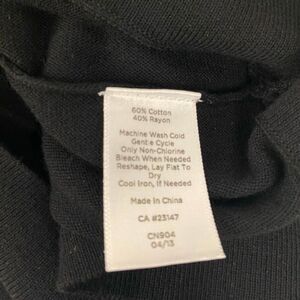 60% Cotton
40% Rayon
Machine Wash Cold
Gentle Cycle
Only Non-Chlorine
Bleach When Needed
Reshape, Lay Flat To
Dry
Cool Iron, If Needed
Made In China
CA #23147
CN904
04/13